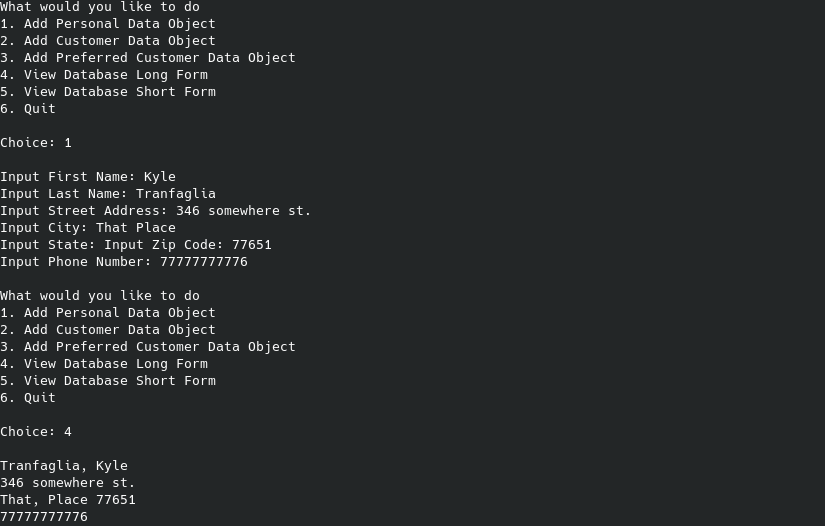 What would you like to do
1. Add Personal Data Object
2. Add Customer Data Object
3. Add Preferred Customer Data Object
4. View Database Long Form
5. View Database Short Form
6. Quit
Choice: 1
Input First Name: Kyle
Input Last Name: Tranfaglia
Input Street Address: 346 somewhere st.
Input City: That Place
Input State: Input Zip Code: 77651
Input Phone Number: 77777777776
What would you like to do
1. Add Personal Data Object
2. Add Customer Data Object
3. Add Preferred Customer Data Object
4. View Database Long Form
5. View Database Short Form
6. Quit
Choice: 4
Tranfaglia, Kyle
346 somewhere st.
That, Place 77651
77777777776